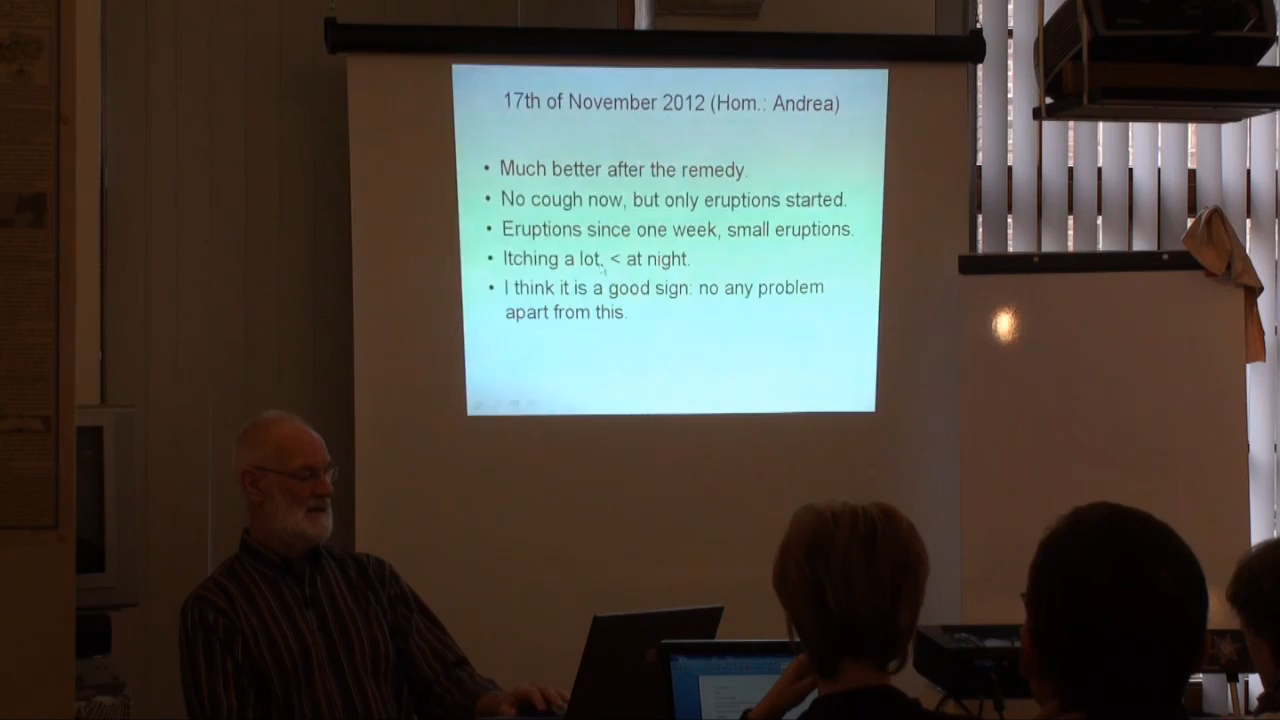 17th of November 2012 (Hom.: Andrea)
• Much better after the remedy.
• No cough now, but only eruptions started.
• Eruptions since one week, small eruptions.
• Itching a lot, < at night.
• I think it is a good sign: no any problem
apart from this.